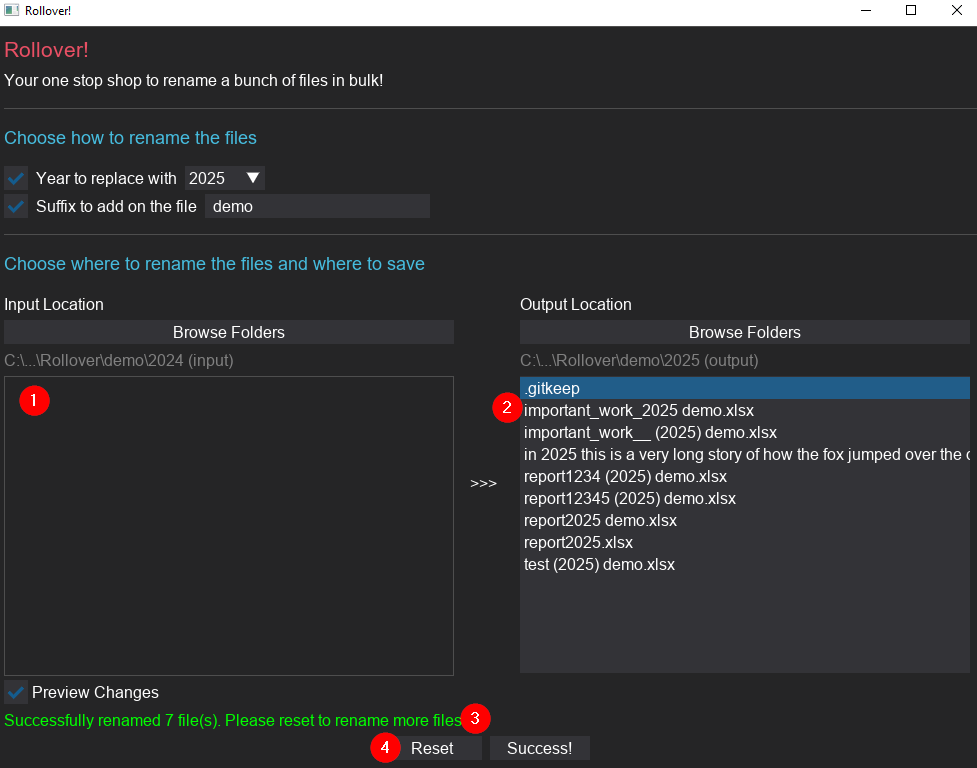 Rollover!
Rollover!
Your one stop shop to rename a bunch of files in bulk!
Choose how to rename the files
Year to replace with 2025
Suffix to add on the file demo
Choose where to rename the files and where to save
Input Location
Browse Folders
C:\...\Rollover\demo\2024 (input)
1
>>>
Output Location
Browse Folders
C:\...\Rollover\demo\2025 (output)
.gitkeep
2
important_work_2025 demo.xlsx
important_work__ (2025) demo.xlsx
in 2025 this is a very long story of how the fox jumped over the
report1234 (2025) demo.xlsx
report12345 (2025) demo.xlsx
report2025 demo.xlsx
report2025.xlsx
test (2025) demo.xlsx
Preview Changes
Successfully renamed 7 file(s). Please reset to rename more files 3
4 Reset Success!